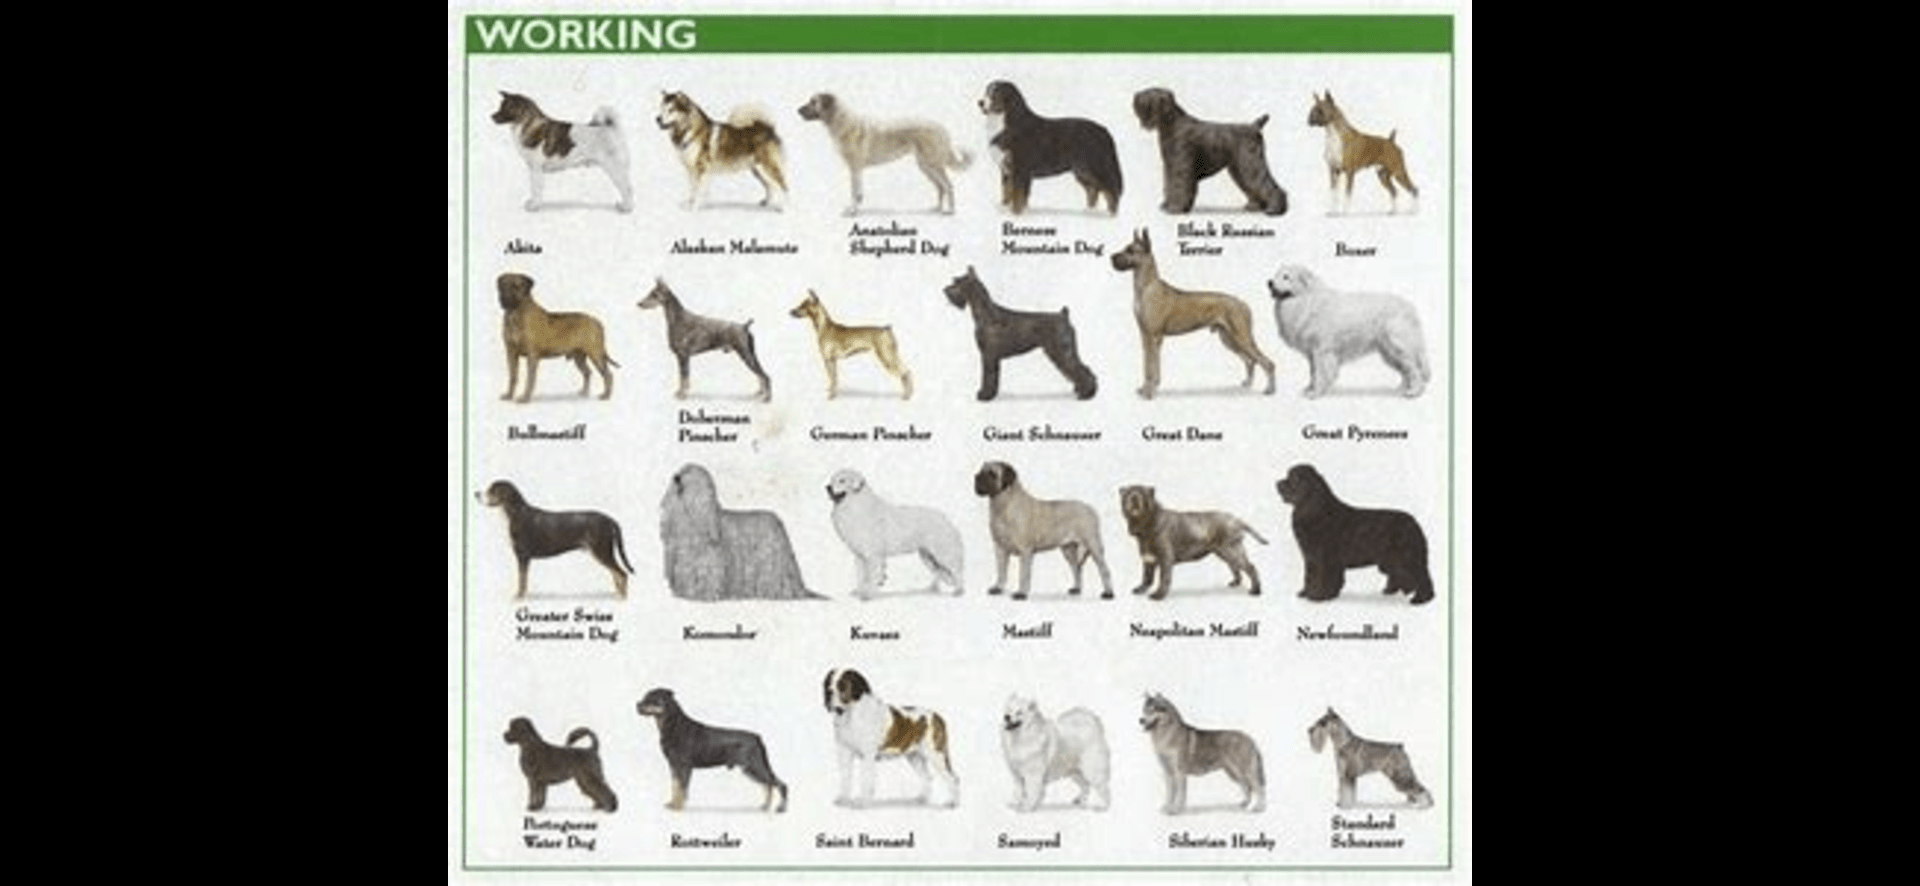 WORKING
Akita
Alaskan Malamute
Anatolian
Shepherd Dog
Bernese
Mountain Dog
Black Russian
Terrier
Boxer
Bullmastiff
Doberman
Pinscher
German Pinscher
Giant Schnauzer
Great Dane
Great Pyrenees
Greater Swiss
Mountain Dog
Komondor
Kuvasz
Mastiff
Neapolitan Mastiff
Newfoundland
Portuguese
Water Dog
Rottweiler
Saint Bernard
Samoyed
Siberian Husky
Standard
Schnauzer